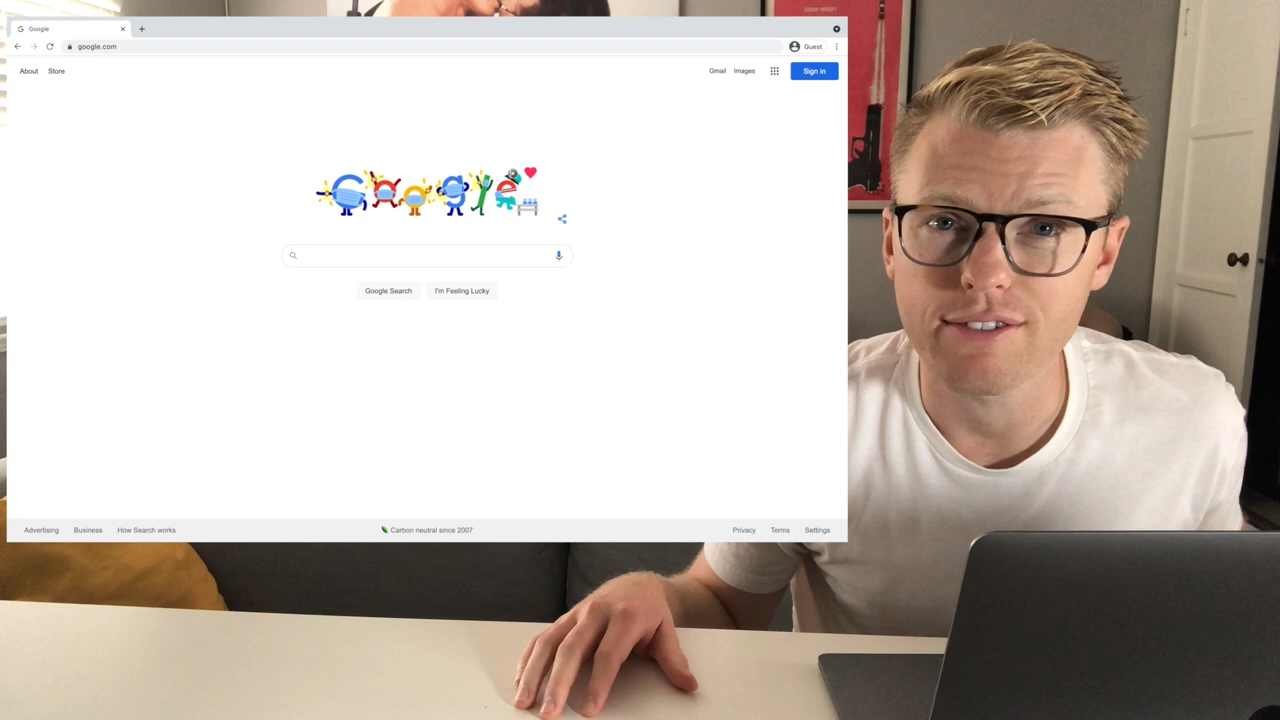 Google
google.com
Guest
About Store
Gmail Images Sign in
Google
Google Search I'm Feeling Lucky
Advertising Business How Search works
Carbon neutral since 2007
Privacy Terms Settings